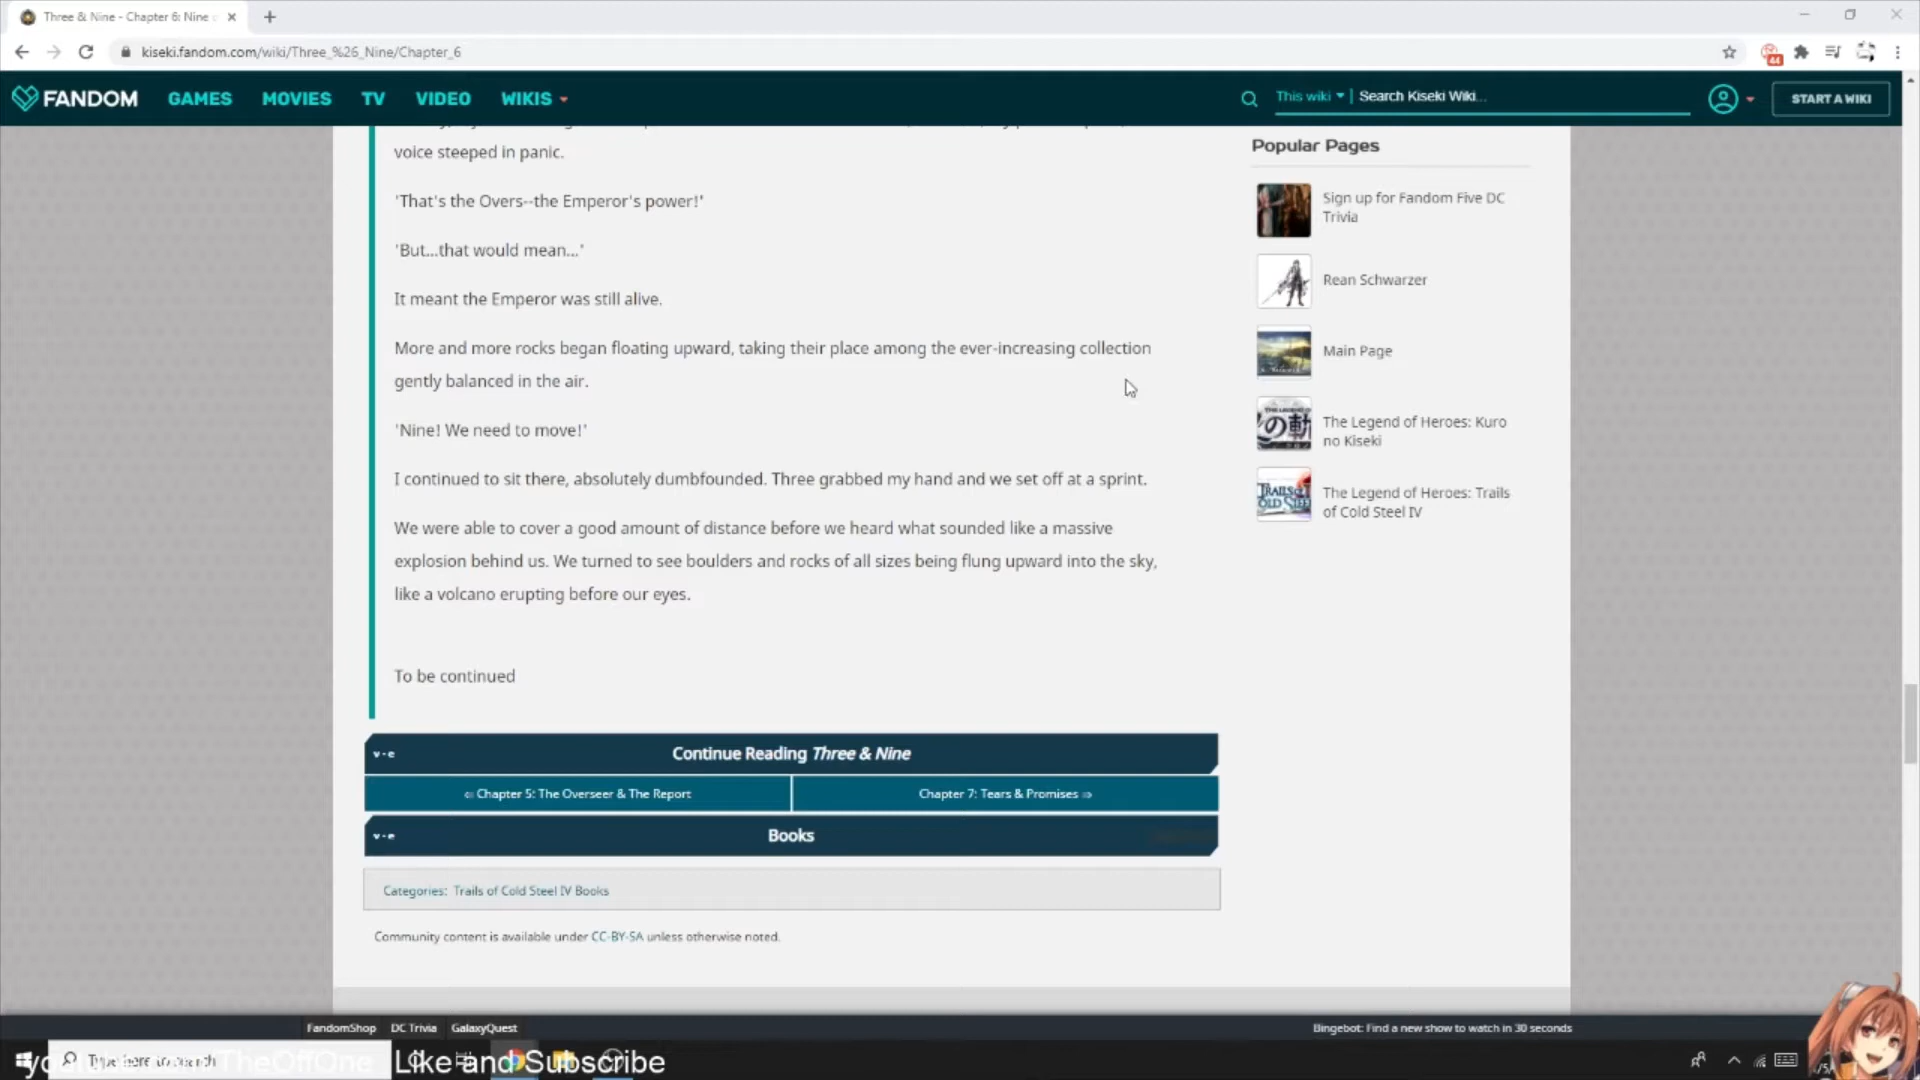 Three & Nine - Chapter 6: Nine
kiseki.fandom.com/wiki/Three_%26_Nine/Chapter_6
44
FANDOM GAMES MOVIES TV VIDEO WIKIS
This wiki Search Kiseki Wiki...
START A WIKI
voice steeped in panic.
'That's the Overs--the Emperor's power!'
'But...that would mean...'
It meant the Emperor was still alive.
More and more rocks began floating upward, taking their place among the ever-increasing collection
gently balanced in the air.
'Nine! We need to move!'
I continued to sit there, absolutely dumbfounded. Three grabbed my hand and we set off at a sprint.
We were able to cover a good amount of distance before we heard what sounded like a massive
explosion behind us. We turned to see boulders and rocks of all sizes being flung upward into the sky,
like a volcano erupting before our eyes.
To be continued
Popular Pages
Sign up for Fandom Five DC
Trivia
Rean Schwarzer
Main Page
The Legend of Heroes: Kuro
no Kiseki
The Legend of Heroes: Trails
of Cold Steel IV
v - e Continue Reading Three & Nine
⇦ Chapter 5: The Overseer & The Report
Chapter 7: Tears & Promises ⇨
v - e Books
Categories: Trails of Cold Steel IV Books
Community content is available under CC-BY-SA unless otherwise noted.
FandomShop DC Trivia GalaxyQuest
Bingebot: Find a new show to watch in 30 seconds
Type here to search
TheOffOne Like and Subscribe